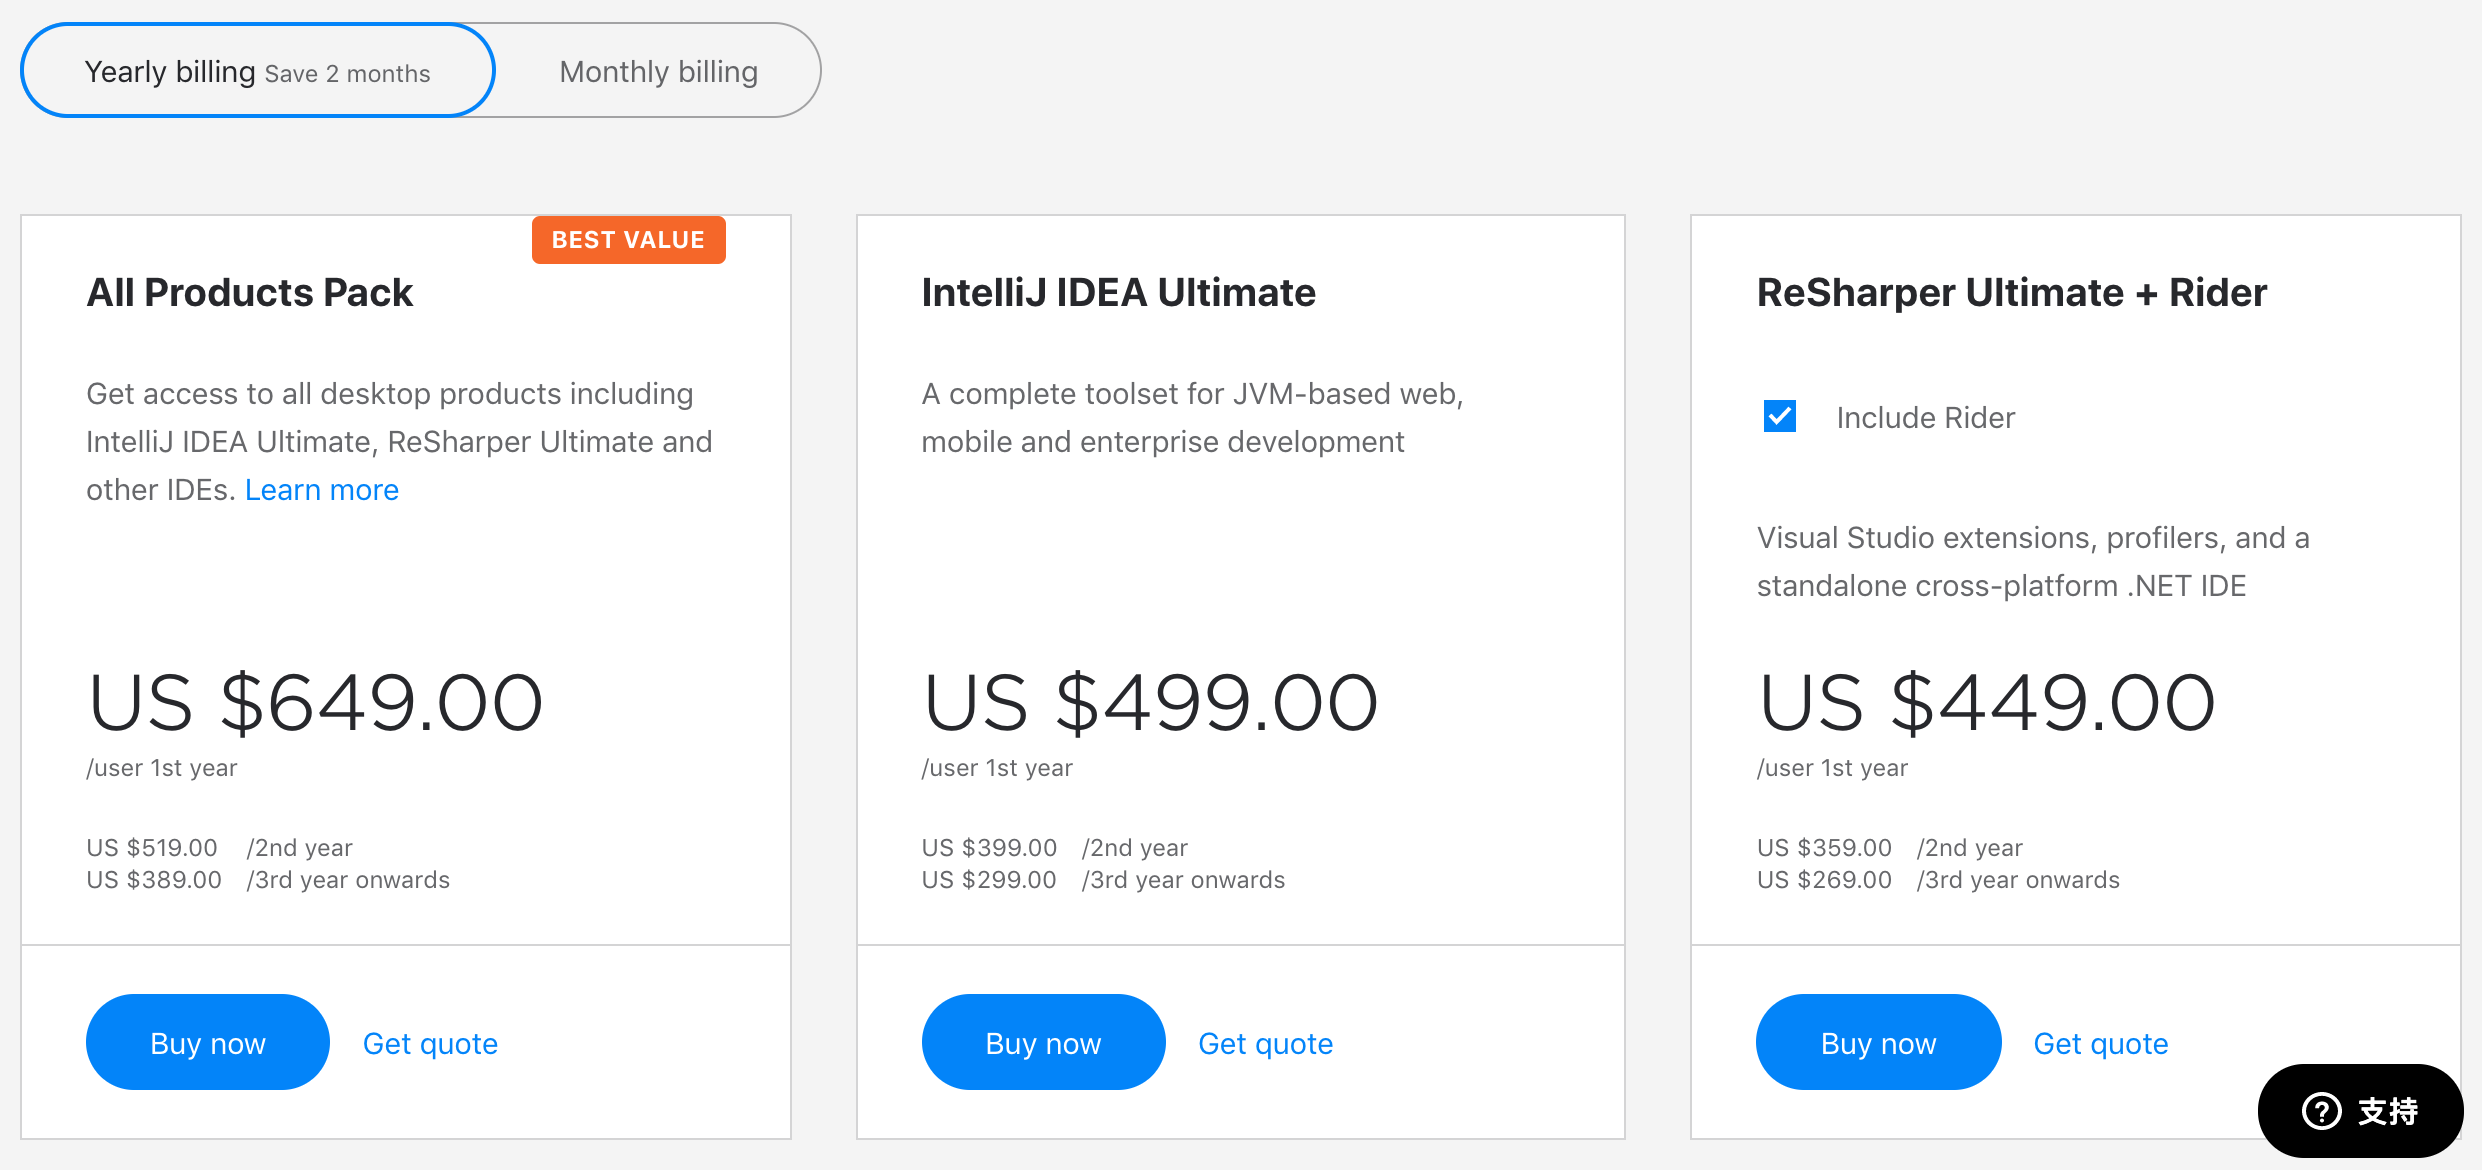 Yearly billing Save 2 months
Monthly billing
BEST VALUE
All Products Pack
Get access to all desktop products including
IntelliJ IDEA Ultimate, ReSharper Ultimate and
other IDEs. Learn more
US $649.00
/user 1st year
US $519.00 /2nd year
US $389.00 /3rd year onwards
Buy now
Get quote
IntelliJ IDEA Ultimate
A complete toolset for JVM-based web,
mobile and enterprise development
US $499.00
/user 1st year
US $399.00 /2nd year
US $299.00 /3rd year onwards
Buy now
Get quote
ReSharper Ultimate + Rider
Include Rider
Visual Studio extensions, profilers, and a
standalone cross-platform .NET IDE
US $449.00
/user 1st year
US $359.00 /2nd year
US $269.00 /3rd year onwards
Buy now
Get quote
支持